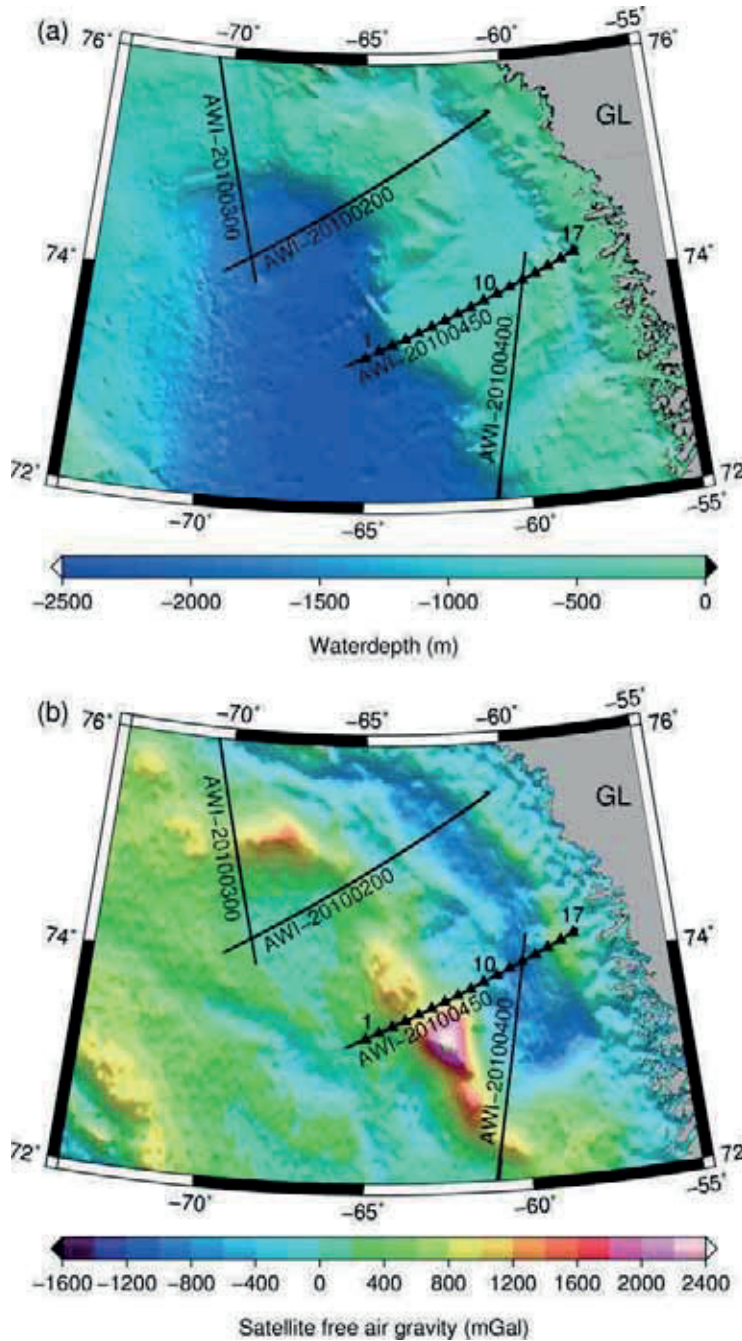 (a)
−70˚ −65˚ −60˚ −55˚
76˚ 76˚
GL
AWI−20100300
AWI−20100200
17
74˚ 74˚
10
1
AWI−20100450
AWI−20100400
72˚ 72˚
−70˚ −65˚ −60˚ −55˚
−2500 −2000 −1500 −1000 −500 0
Waterdepth (m)
(b)
−70˚ −65˚ −60˚ −55˚
76˚ 76˚
GL
AWI−20100300
AWI−20100200
17
74˚ 74˚
10
1
AWI−20100450
AWI−20100400
72˚ 72˚
−70˚ −65˚ −60˚ −55˚
−1600 −1200 −800 −400 0 400 800 1200 1600 2000 2400
Satellite free air gravity (mGal)